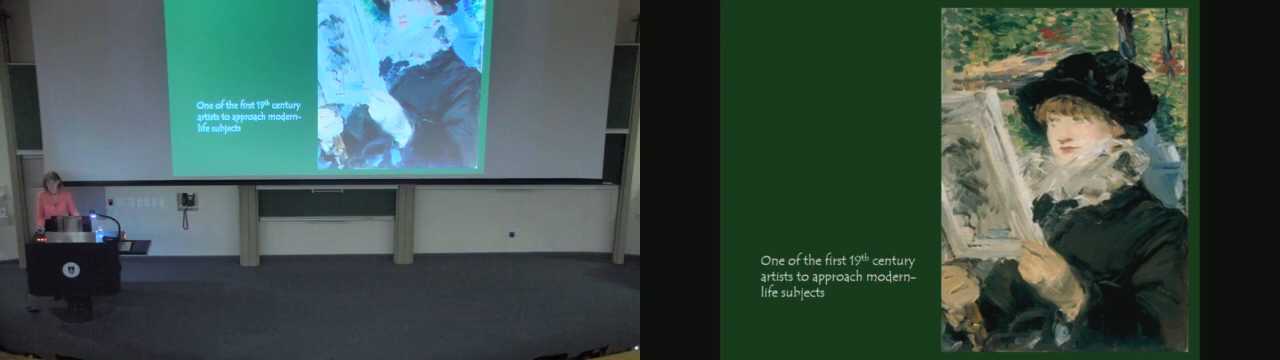 One of the first 19th century
artists to approach modern-
life subjects
One of the first 19th century
artists to approach modern-
life subjects